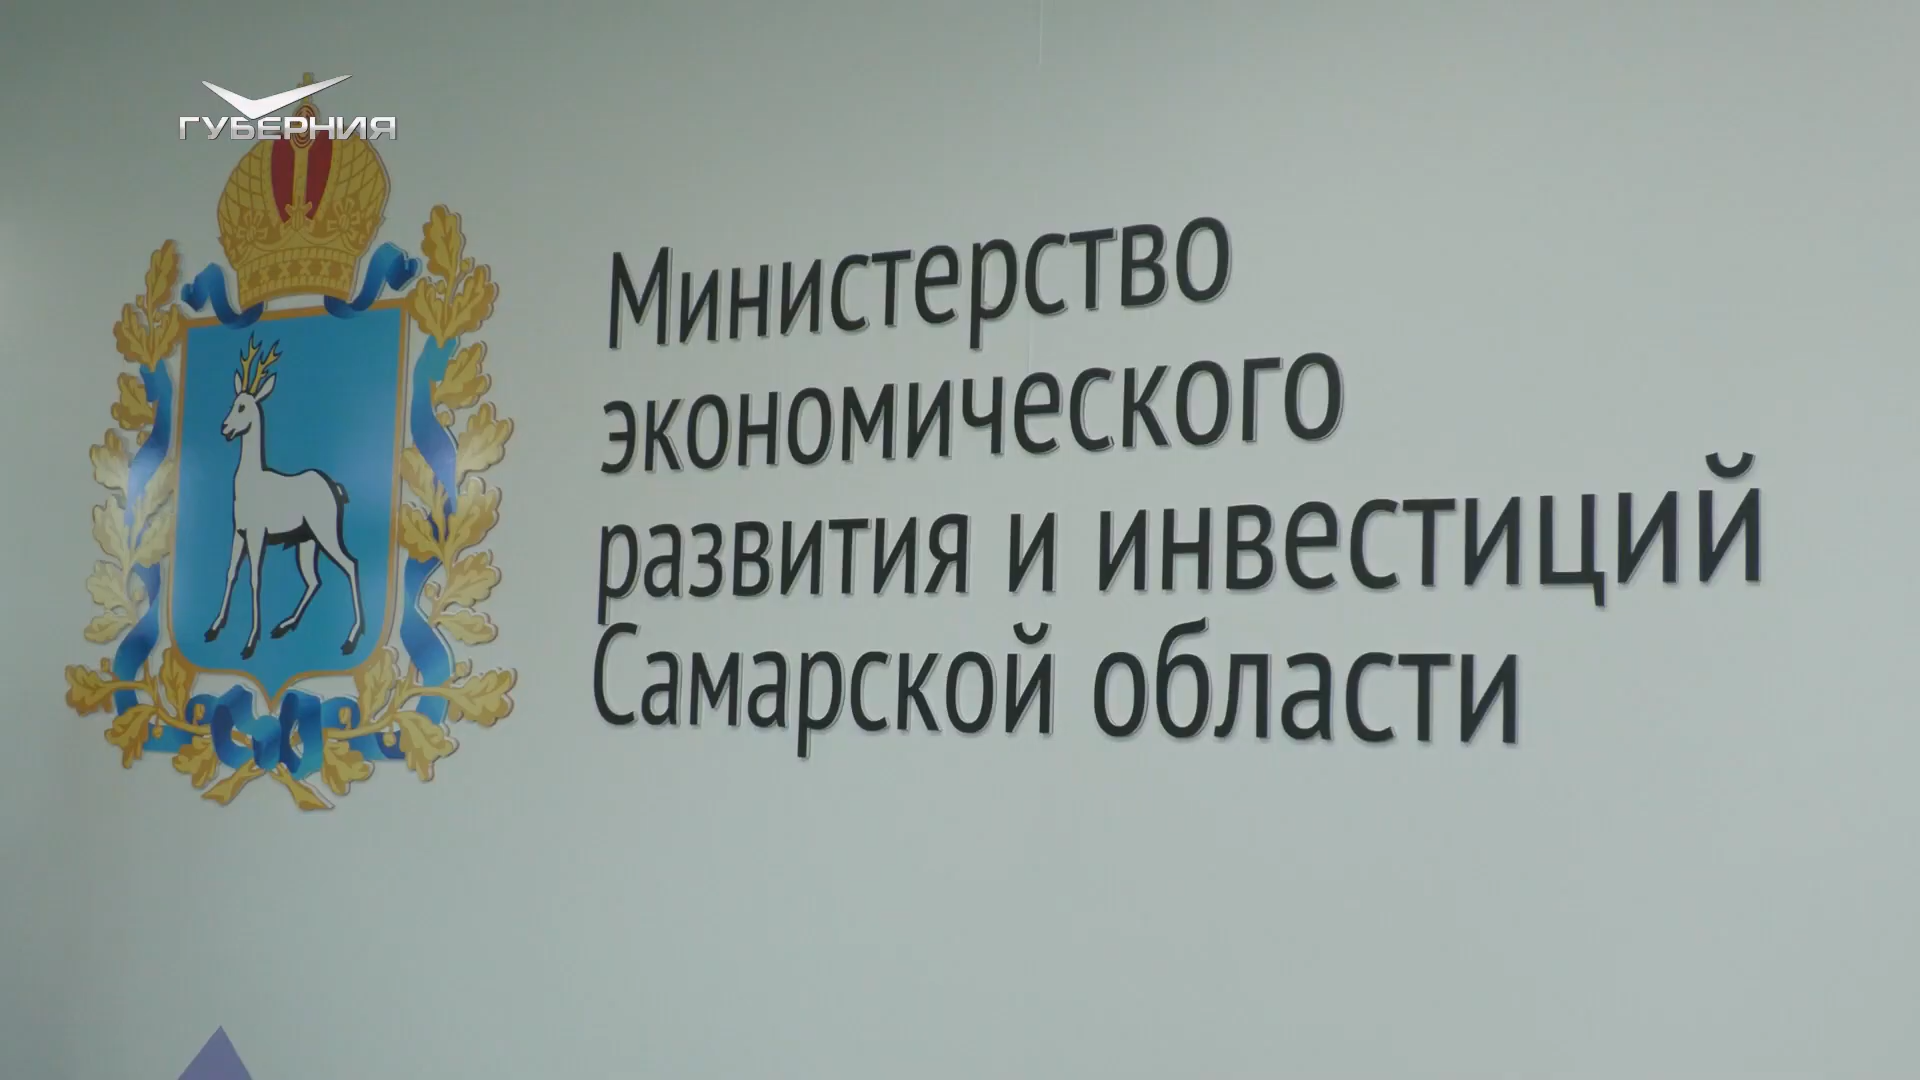 ГУБЕРНИЯ
Министерство
экономического
развития и инвестиций
Самарской области